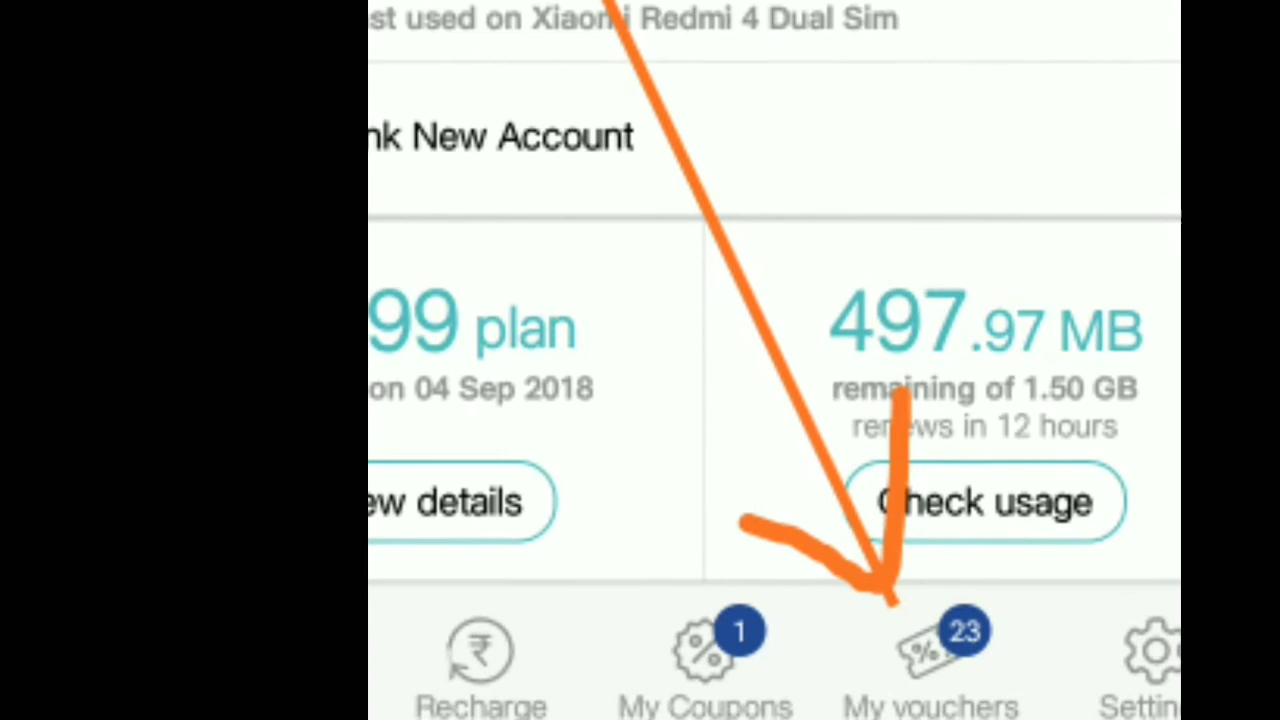 st used on Xiaomi Redmi 4 Dual Sim
nk New Account
99 plan
on 04 Sep 2018
ew details
497.97 MB
remaining of 1.50 GB
renews in 12 hours
Check usage
1
23
Recharge
My Coupons
My vouchers
Settin